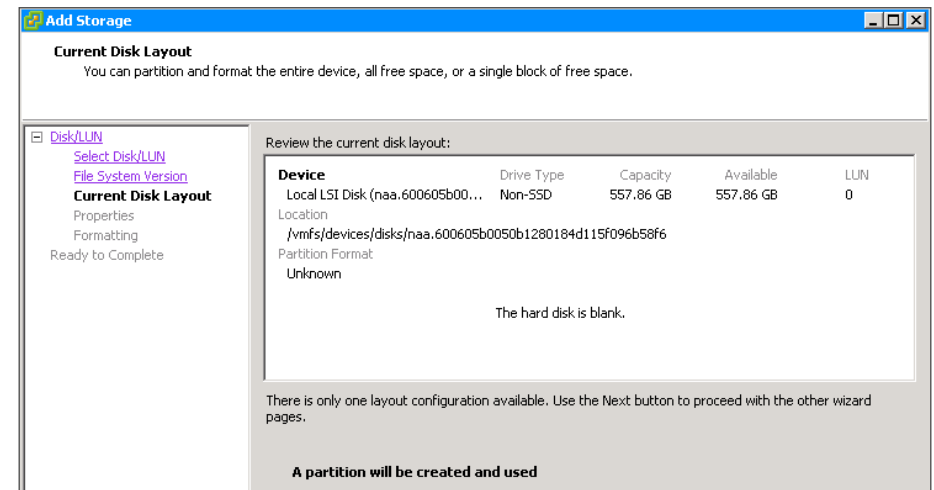 Add Storage
Current Disk Layout
You can partition and format the entire device, all free space, or a single block of free space.
Disk/LUN
Select Disk/LUN
File System Version
Current Disk Layout
Properties
Formatting
Ready to Complete
Review the current disk layout:
Device Drive Type Capacity Available LUN
Local LSI Disk (naa.600605b00... Non-SSD 557.86 GB 557.86 GB 0
Location
/vmfs/devices/disks/naa.600605b0050b1280184d115f096b58f6
Partition Format
Unknown
The hard disk is blank.
There is only one layout configuration available. Use the Next button to proceed with the other wizard
pages.
A partition will be created and used